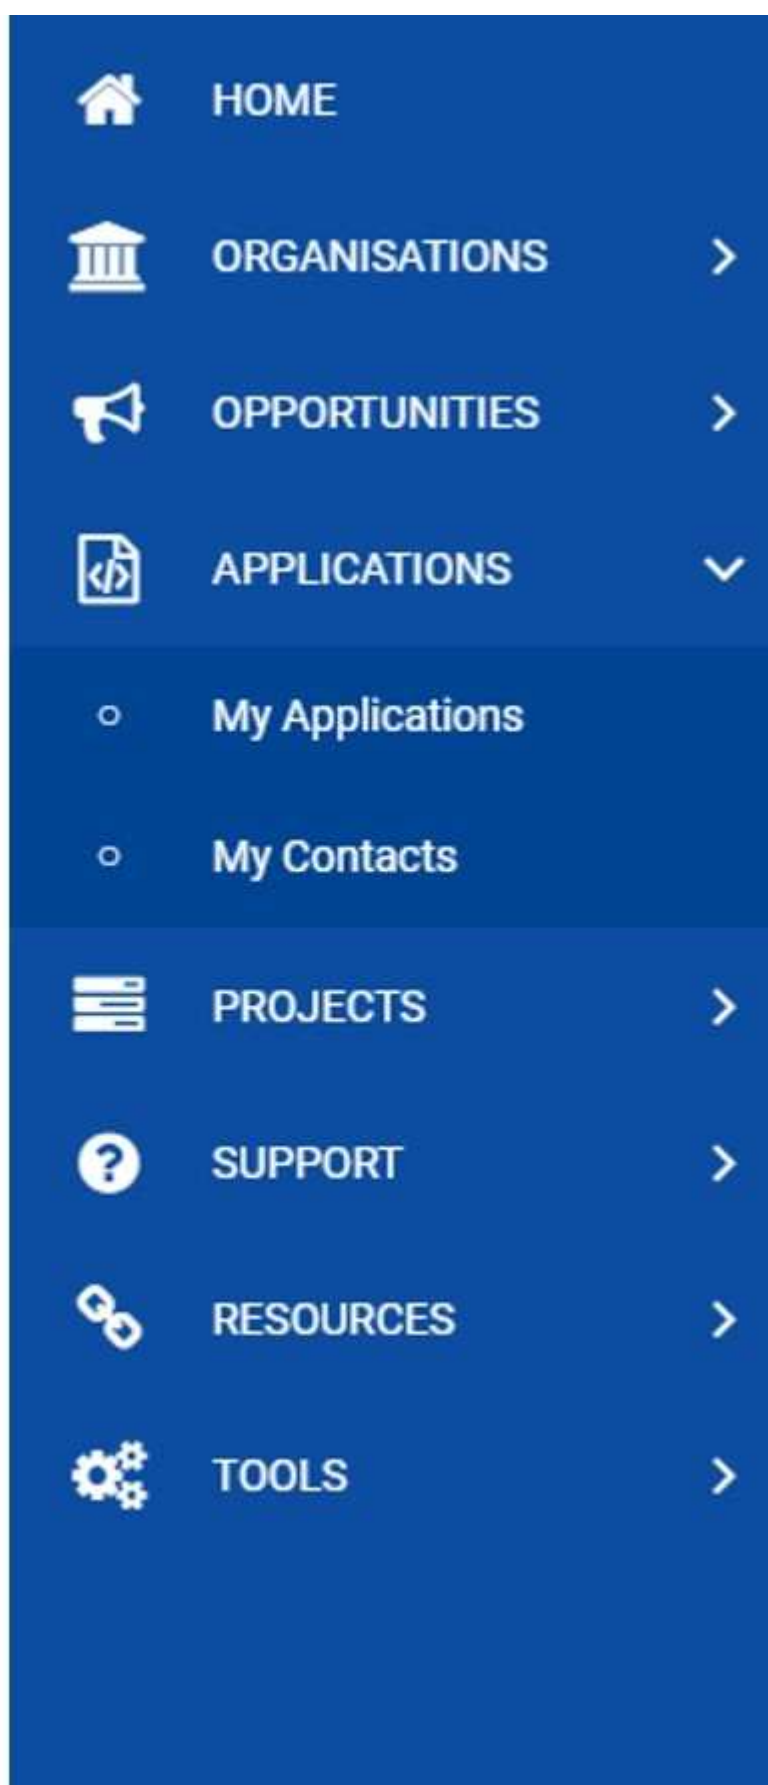 HOME
ORGANISATIONS
OPPORTUNITIES
APPLICATIONS
My Applications
My Contacts
PROJECTS
SUPPORT
RESOURCES
TOOLS